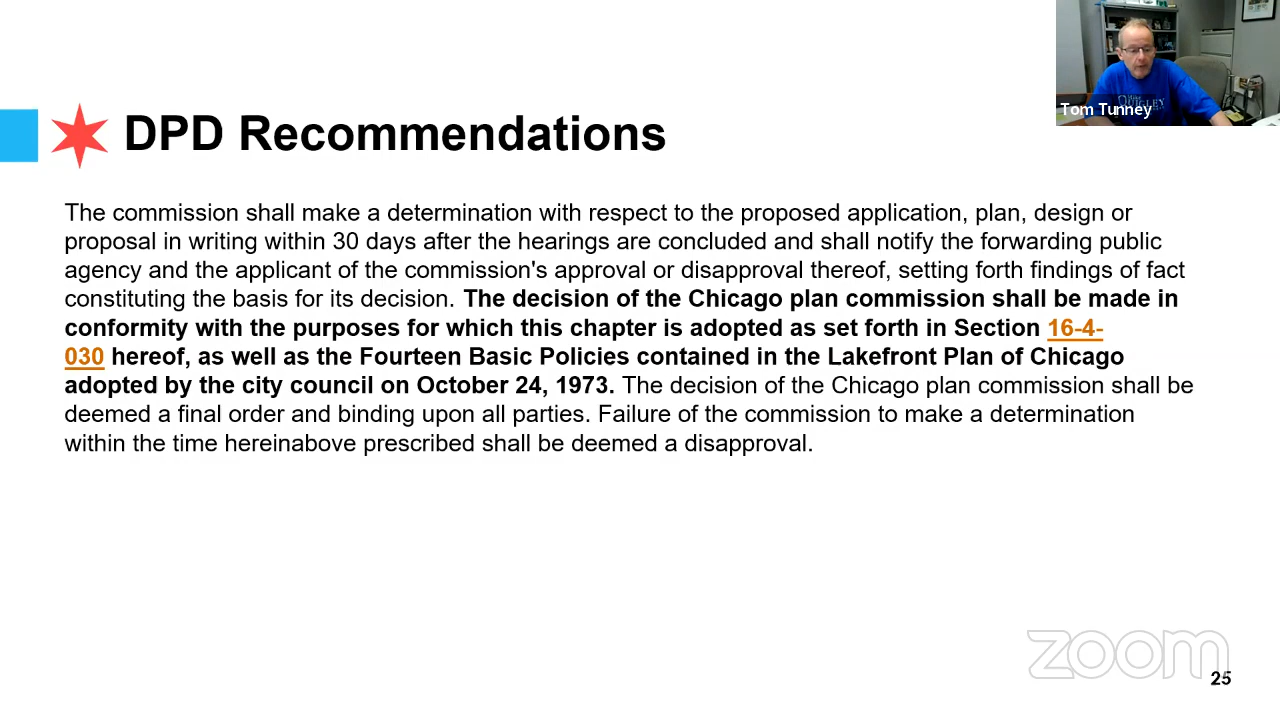 Tom Tunney
DPD Recommendations
The commission shall make a determination with respect to the proposed application, plan, design or
proposal in writing within 30 days after the hearings are concluded and shall notify the forwarding public
agency and the applicant of the commission's approval or disapproval thereof, setting forth findings of fact
constituting the basis for its decision. The decision of the Chicago plan commission shall be made in
conformity with the purposes for which this chapter is adopted as set forth in Section 16-4-
030 hereof, as well as the Fourteen Basic Policies contained in the Lakefront Plan of Chicago
adopted by the city council on October 24, 1973. The decision of the Chicago plan commission shall be
deemed a final order and binding upon all parties. Failure of the commission to make a determination
within the time hereinabove prescribed shall be deemed a disapproval.
zoom
25